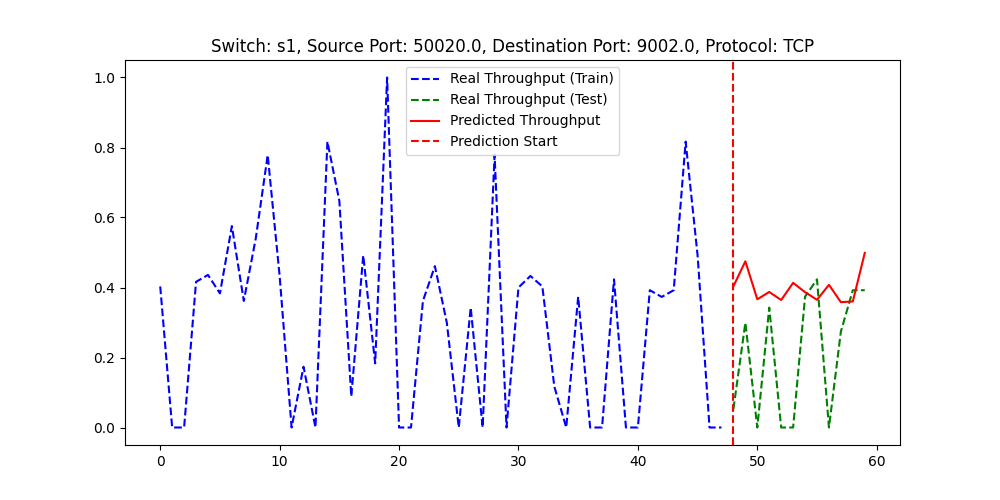 Switch: s1, Source Port: 50020.0, Destination Port: 9002.0, Protocol: TCP
Real Throughput (Train)
Real Throughput (Test)
Predicted Throughput
Prediction Start
1.0
0.8
0.6
0.4
0.2
0.0
0 10 20 30 40 50 60